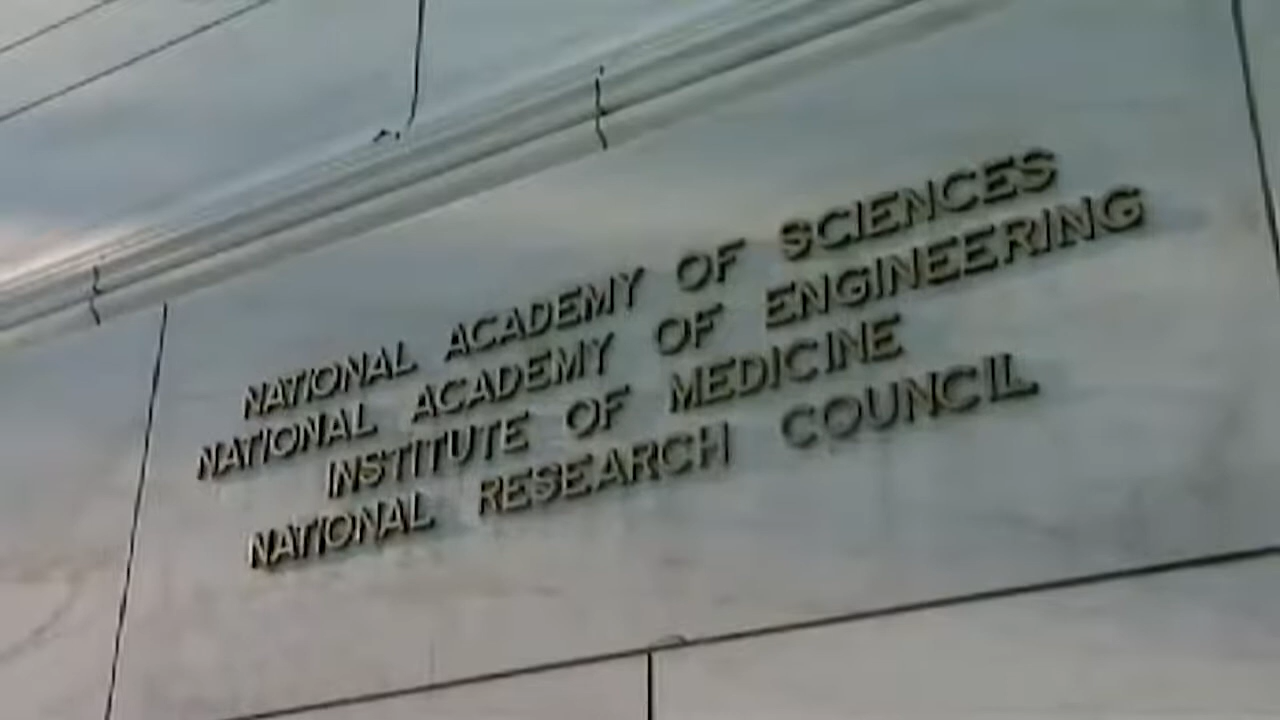 NATIONAL ACADEMY OF SCIENCES
NATIONAL ACADEMY OF ENGINEERING
INSTITUTE OF MEDICINE
NATIONAL RESEARCH COUNCIL